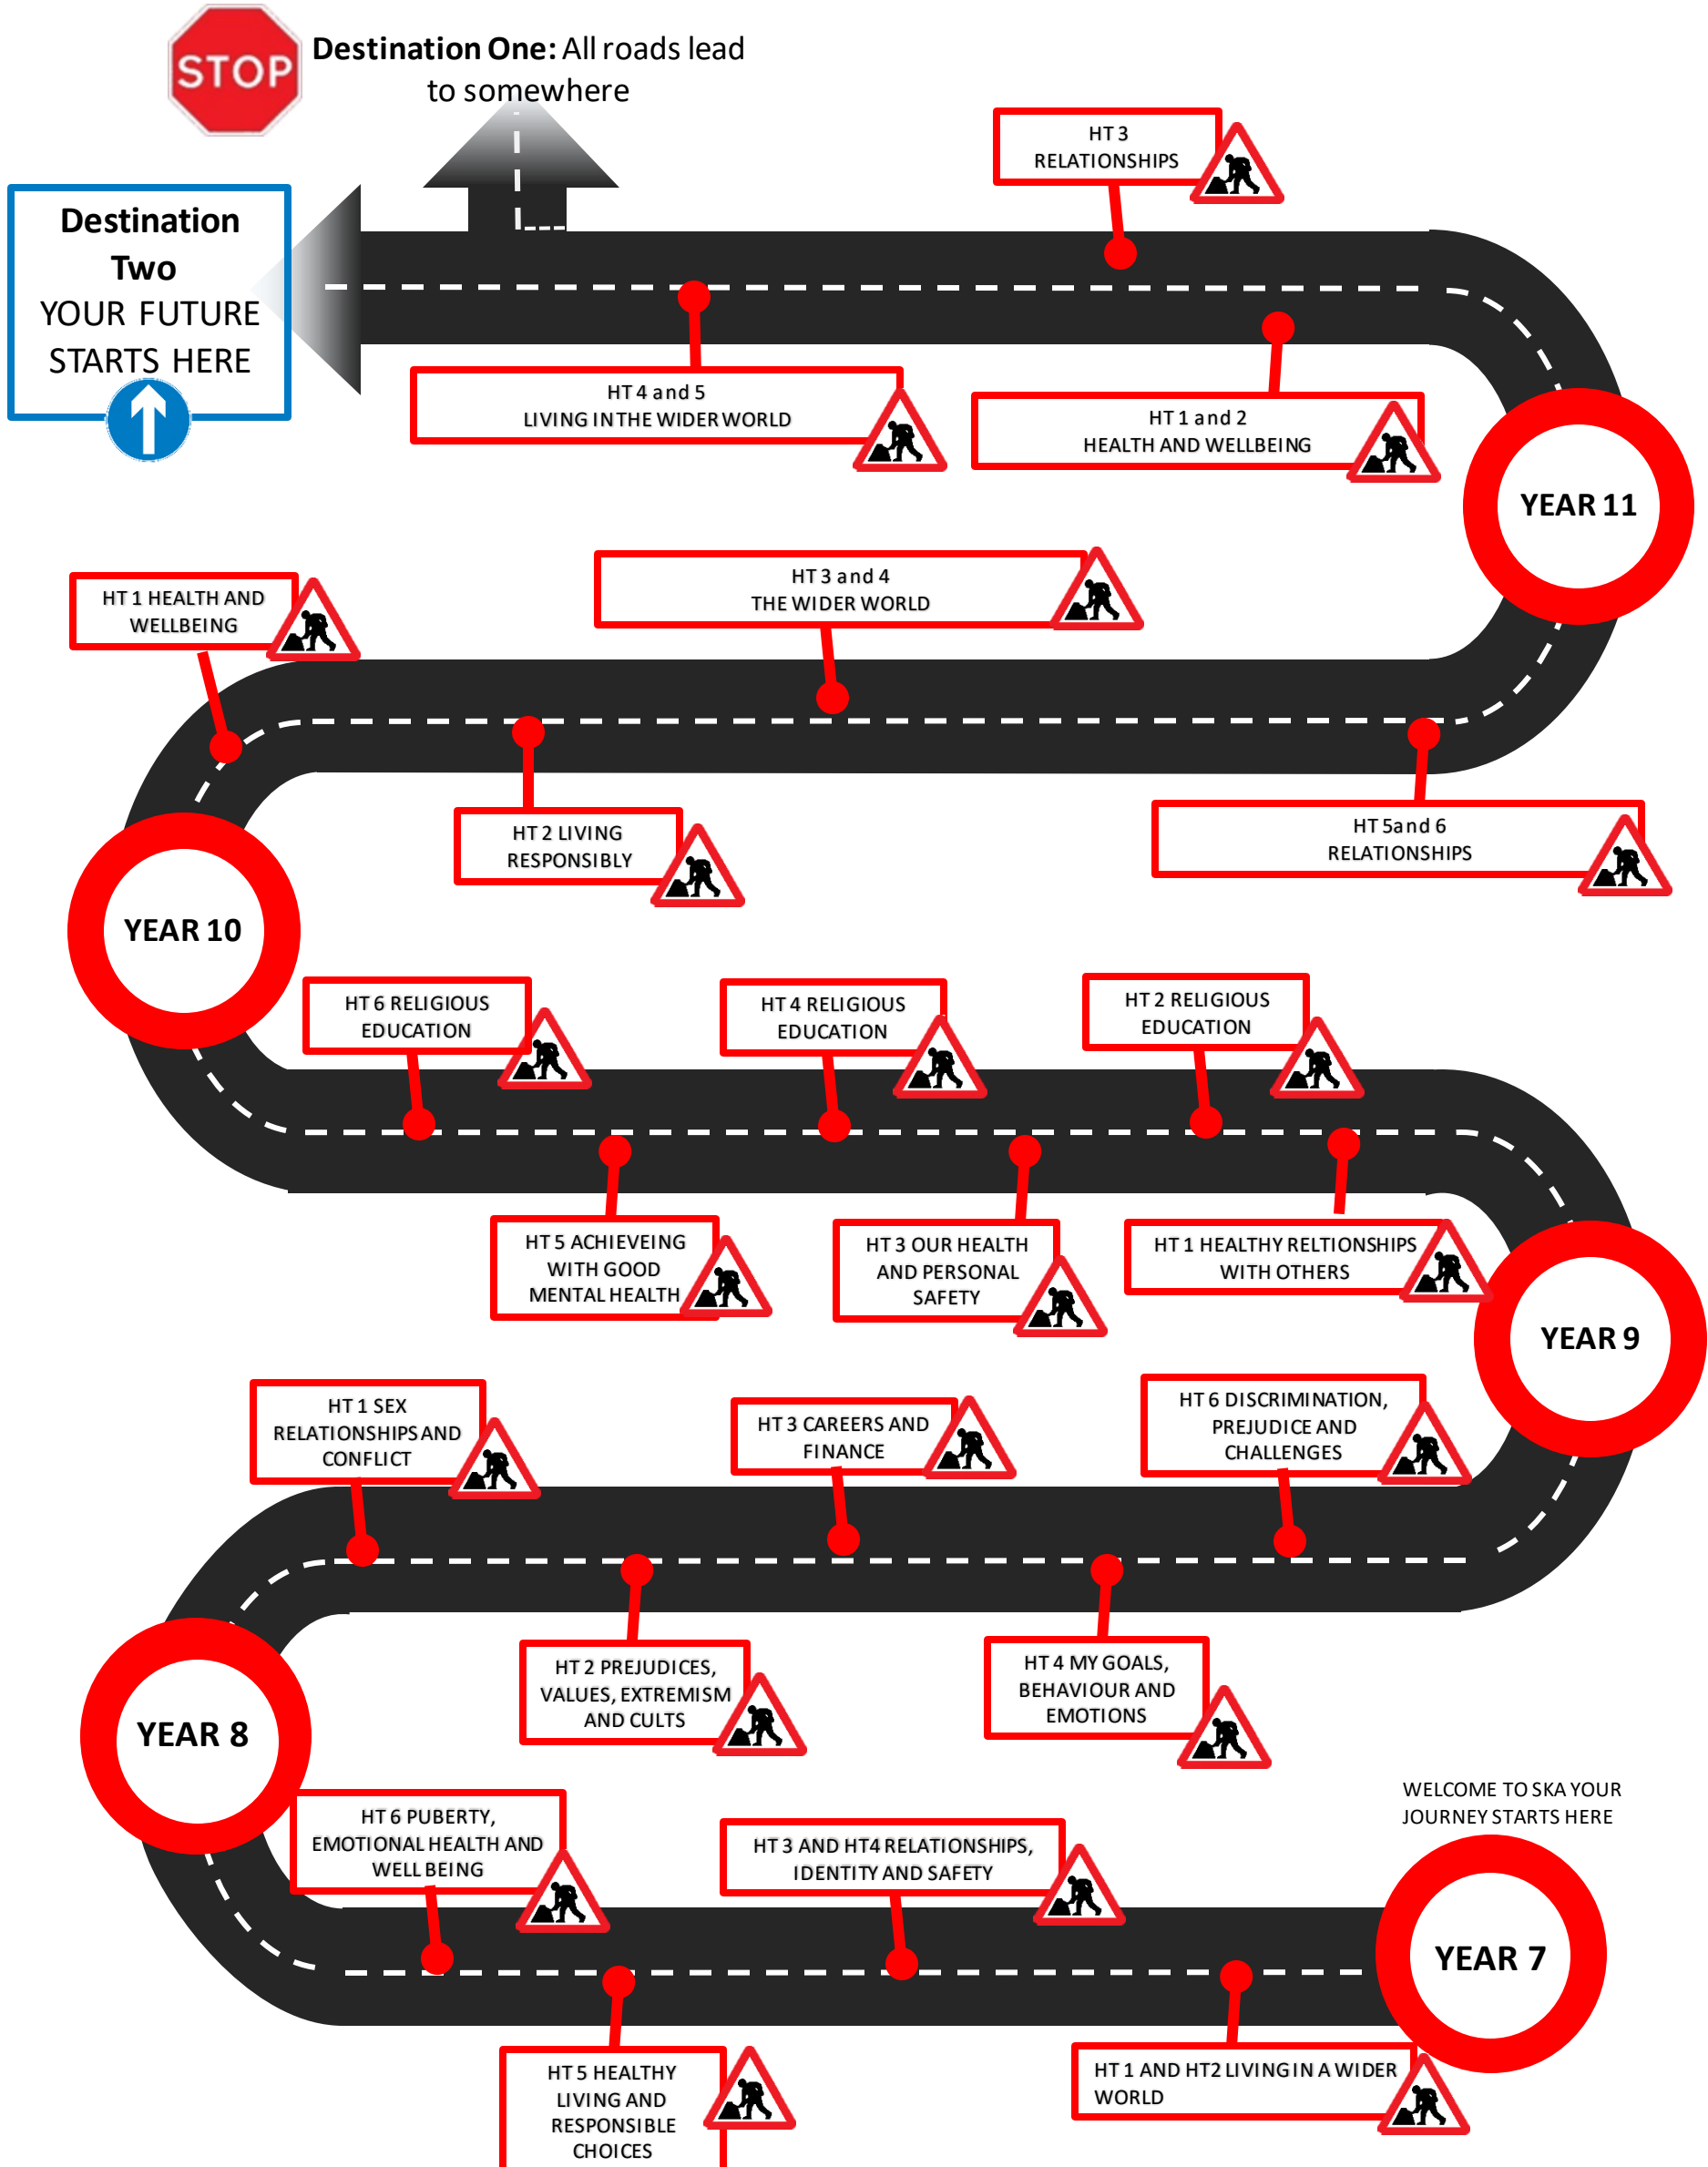 STOP
Destination One: All roads lead
to somewhere
HT 3
RELATIONSHIPS
Destination
Two
YOUR FUTURE
STARTS HERE
HT 4 and 5
LIVING IN THE WIDER WORLD
HT 1 and 2
HEALTH AND WELLBEING
YEAR 11
HT 1 HEALTH AND
WELLBEING
HT 3 and 4
THE WIDER WORLD
HT 2 LIVING
RESPONSIBLY
HT 5and 6
RELATIONSHIPS
YEAR 10
HT 6 RELIGIOUS
EDUCATION
HT 4 RELIGIOUS
EDUCATION
HT 2 RELIGIOUS
EDUCATION
HT 5 ACHIEVEING
WITH GOOD
MENTAL HEALTH
HT 3 OUR HEALTH
AND PERSONAL
SAFETY
HT 1 HEALTHY RELTIONSHIPS
WITH OTHERS
YEAR 9
HT 1 SEX
RELATIONSHIPS AND
CONFLICT
HT 3 CAREERS AND
FINANCE
HT 6 DISCRIMINATION,
PREJUDICE AND
CHALLENGES
HT 2 PREJUDICES,
VALUES, EXTREMISM
AND CULTS
HT 4 MY GOALS,
BEHAVIOUR AND
EMOTIONS
YEAR 8
WELCOME TO SKA YOUR
JOURNEY STARTS HERE
HT 6 PUBERTY,
EMOTIONAL HEALTH AND
WELL BEING
HT 3 AND HT4 RELATIONSHIPS,
IDENTITY AND SAFETY
YEAR 7
HT 5 HEALTHY
LIVING AND
RESPONSIBLE
CHOICES
HT 1 AND HT2 LIVING IN A WIDER
WORLD